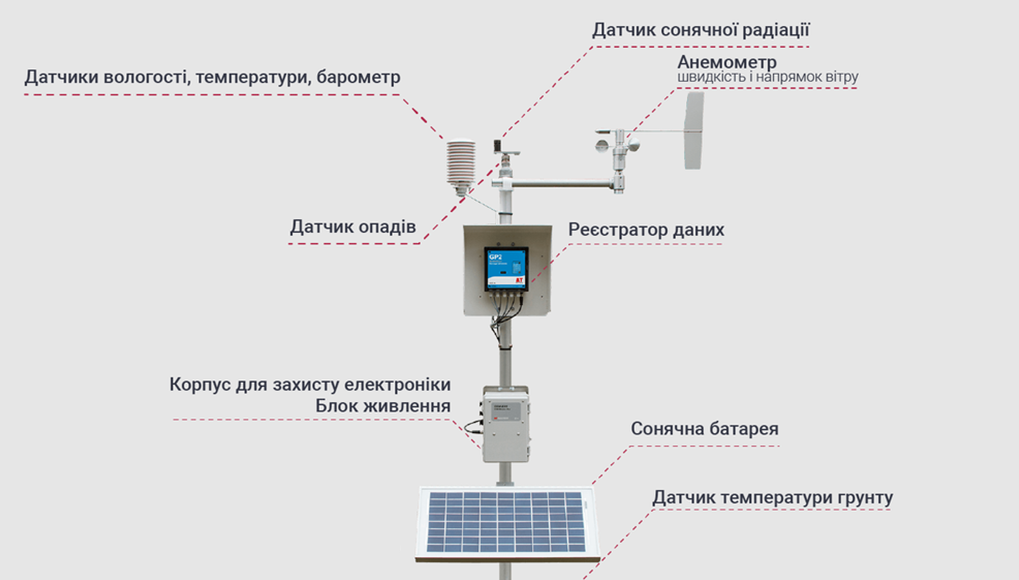 Датчик сонячної радіації
Анемометр
швидкість і напрямок вітру
Датчики вологості, температури, барометр
Датчик опадів
Реєстратор даних
GP2
Корпус для захисту електроніки
Блок живлення
Сонячна батарея
Датчик температури грунту